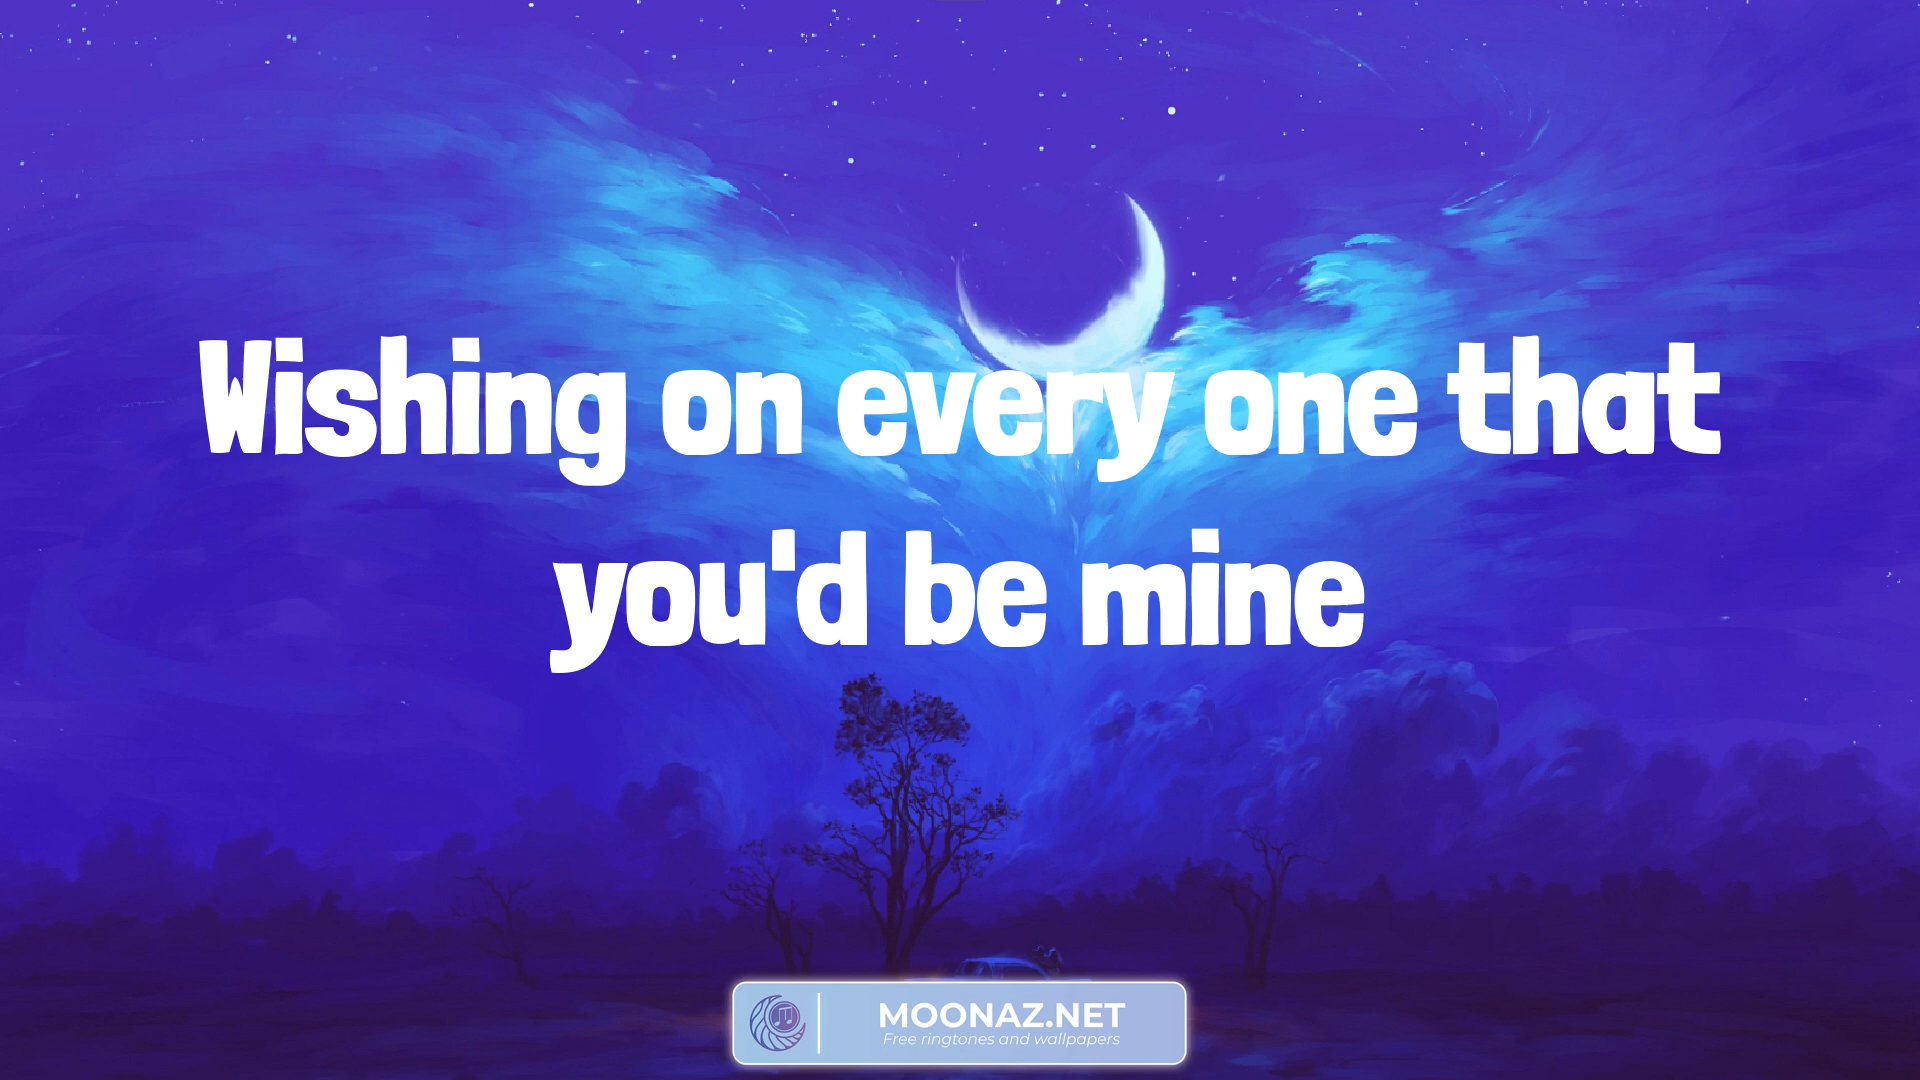 Wishing on every one that
you'd be mine
MOONAZ.NET
Free ringtones and wallpapers